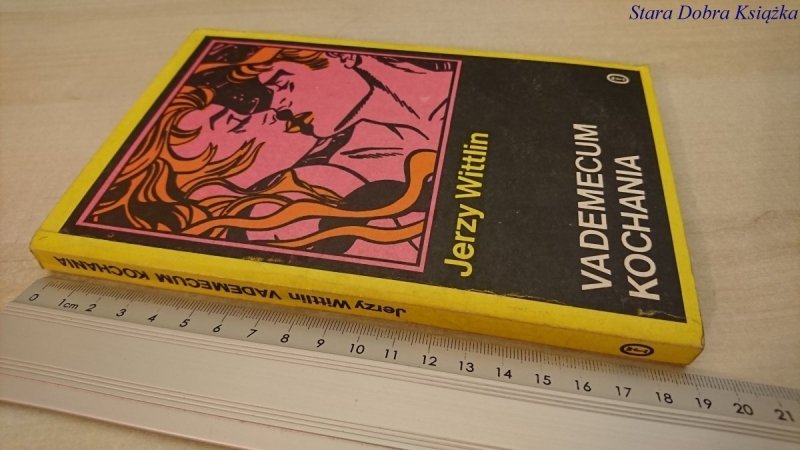 Stara Dobra Książka
Jerzy Wittlin
VADEMECUM
KOCHANIA
Jerzy Wittlin VADEMECUM KOCHANIA
0 1cm 2 3 4 5 6 7 8 9 10 11 12 13 14 15 16 17 18 19 20 21